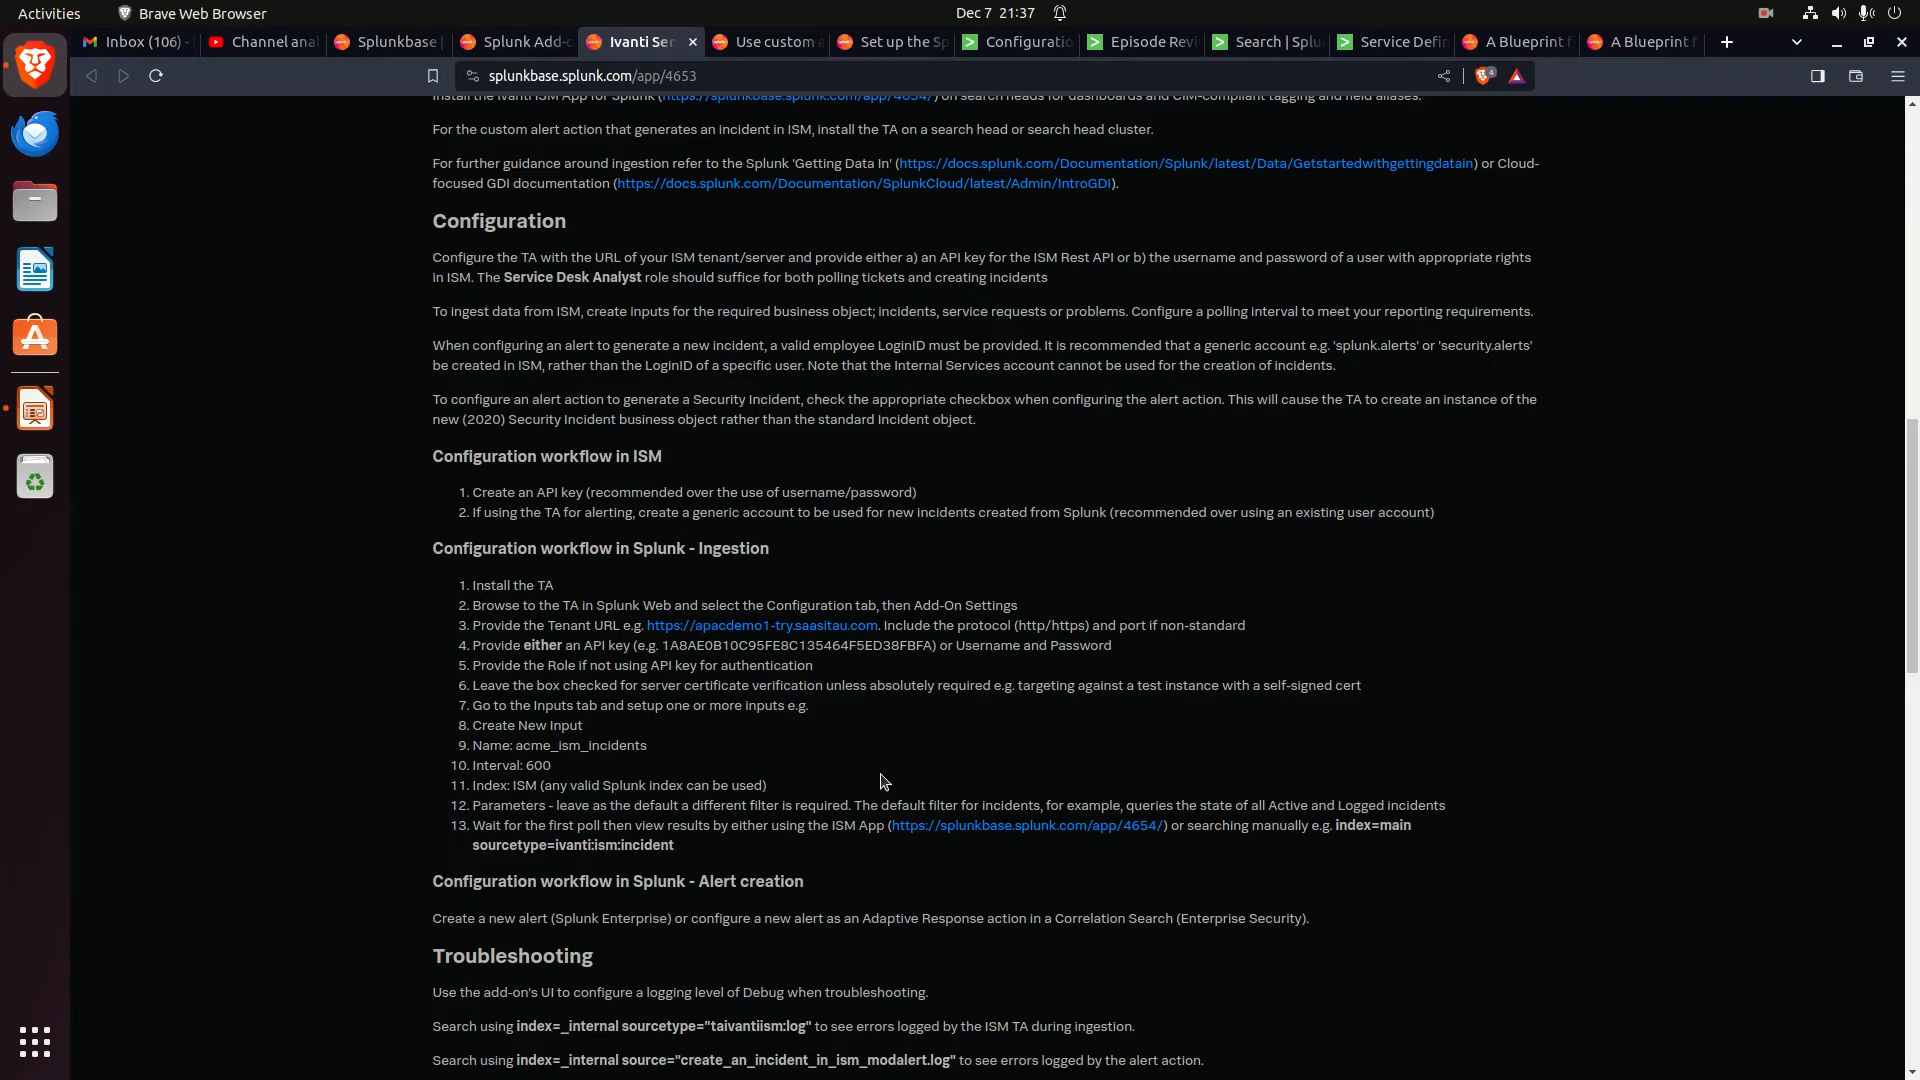 Activities
Brave Web Browser
Dec 7 21:37
Inbox (106) -
Channel anal
Splunkbase |
Splunk Add-o
Ivanti Ser
Use custom a
Set up the Sp
Configuratio
Episode Revi
Search | Splu
Service Defin
A Blueprint f
A Blueprint f
splunkbase.splunk.com/app/4653
4
Install the Ivanti ISM App for Splunk (https://splunkbase.splunk.com/app/4654/) on search heads for dashboards and CIM-compliant tagging and field aliases.
For the custom alert action that generates an incident in ISM, install the TA on a search head or search head cluster.
For further guidance around ingestion refer to the Splunk 'Getting Data In' (https://docs.splunk.com/Documentation/Splunk/latest/Data/Getstartedwithgettingdatain) or Cloud-
focused GDI documentation (https://docs.splunk.com/Documentation/SplunkCloud/latest/Admin/IntroGDI).
Configuration
Configure the TA with the URL of your ISM tenant/server and provide either a) an API key for the ISM Rest API or b) the username and password of a user with appropriate rights
in ISM. The Service Desk Analyst role should suffice for both polling tickets and creating incidents
To ingest data from ISM, create inputs for the required business object; incidents, service requests or problems. Configure a polling interval to meet your reporting requirements.
When configuring an alert to generate a new incident, a valid employee LoginID must be provided. It is recommended that a generic account e.g. 'splunk.alerts' or 'security.alerts'
be created in ISM, rather than the LoginID of a specific user. Note that the Internal Services account cannot be used for the creation of incidents.
To configure an alert action to generate a Security Incident, check the appropriate checkbox when configuring the alert action. This will cause the TA to create an instance of the
new (2020) Security Incident business object rather than the standard Incident object.
Configuration workflow in ISM
1. Create an API key (recommended over the use of username/password)
2. If using the TA for alerting, create a generic account to be used for new incidents created from Splunk (recommended over using an existing user account)
Configuration workflow in Splunk - Ingestion
1. Install the TA
2. Browse to the TA in Splunk Web and select the Configuration tab, then Add-On Settings
3. Provide the Tenant URL e.g. https://apacdemo1-try.saasitau.com. Include the protocol (http/https) and port if non-standard
4. Provide either an API key (e.g. 1A8AE0B10C95FE8C135464F5ED38FBFA) or Username and Password
5. Provide the Role if not using API key for authentication
6. Leave the box checked for server certificate verification unless absolutely required e.g. targeting against a test instance with a self-signed cert
7. Go to the Inputs tab and setup one or more inputs e.g.
8. Create New Input
9. Name: acme_ism_incidents
10. Interval: 600
11. Index: ISM (any valid Splunk index can be used)
12. Parameters - leave as the default a different filter is required. The default filter for incidents, for example, queries the state of all Active and Logged incidents
13. Wait for the first poll then view results by either using the ISM App (https://splunkbase.splunk.com/app/4654/) or searching manually e.g. index=main
sourcetype=ivanti:ism:incident
Configuration workflow in Splunk - Alert creation
Create a new alert (Splunk Enterprise) or configure a new alert as an Adaptive Response action in a Correlation Search (Enterprise Security).
Troubleshooting
Use the add-on's UI to configure a logging level of Debug when troubleshooting.
Search using index=_internal sourcetype="taivantiism:log" to see errors logged by the ISM TA during ingestion.
Search using index=_internal source="create_an_incident_in_ism_modalert.log" to see errors logged by the alert action.